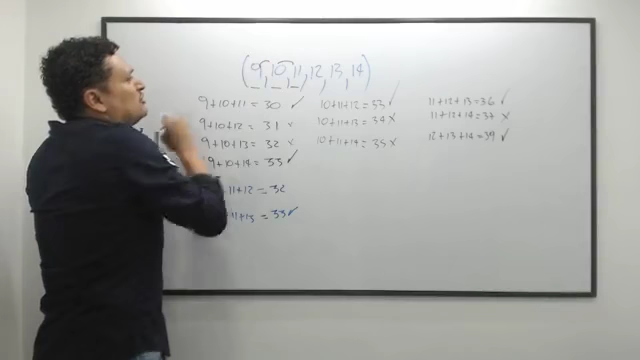 (9, 10, 11, 12, 13, 14)
9+10+11 = 30 ✓
9+10+12 = 31 x
9+10+13 = 32 x
9+10+14 = 33 ✓
11+12 = 32
11+13 = 33 ✓
10+11+12 = 33 ✓
10+11+13 = 34 x
10+11+14 = 35 x
11+12+13 = 36 ✓
11+12+14 = 37 x
12+13+14 = 39 ✓